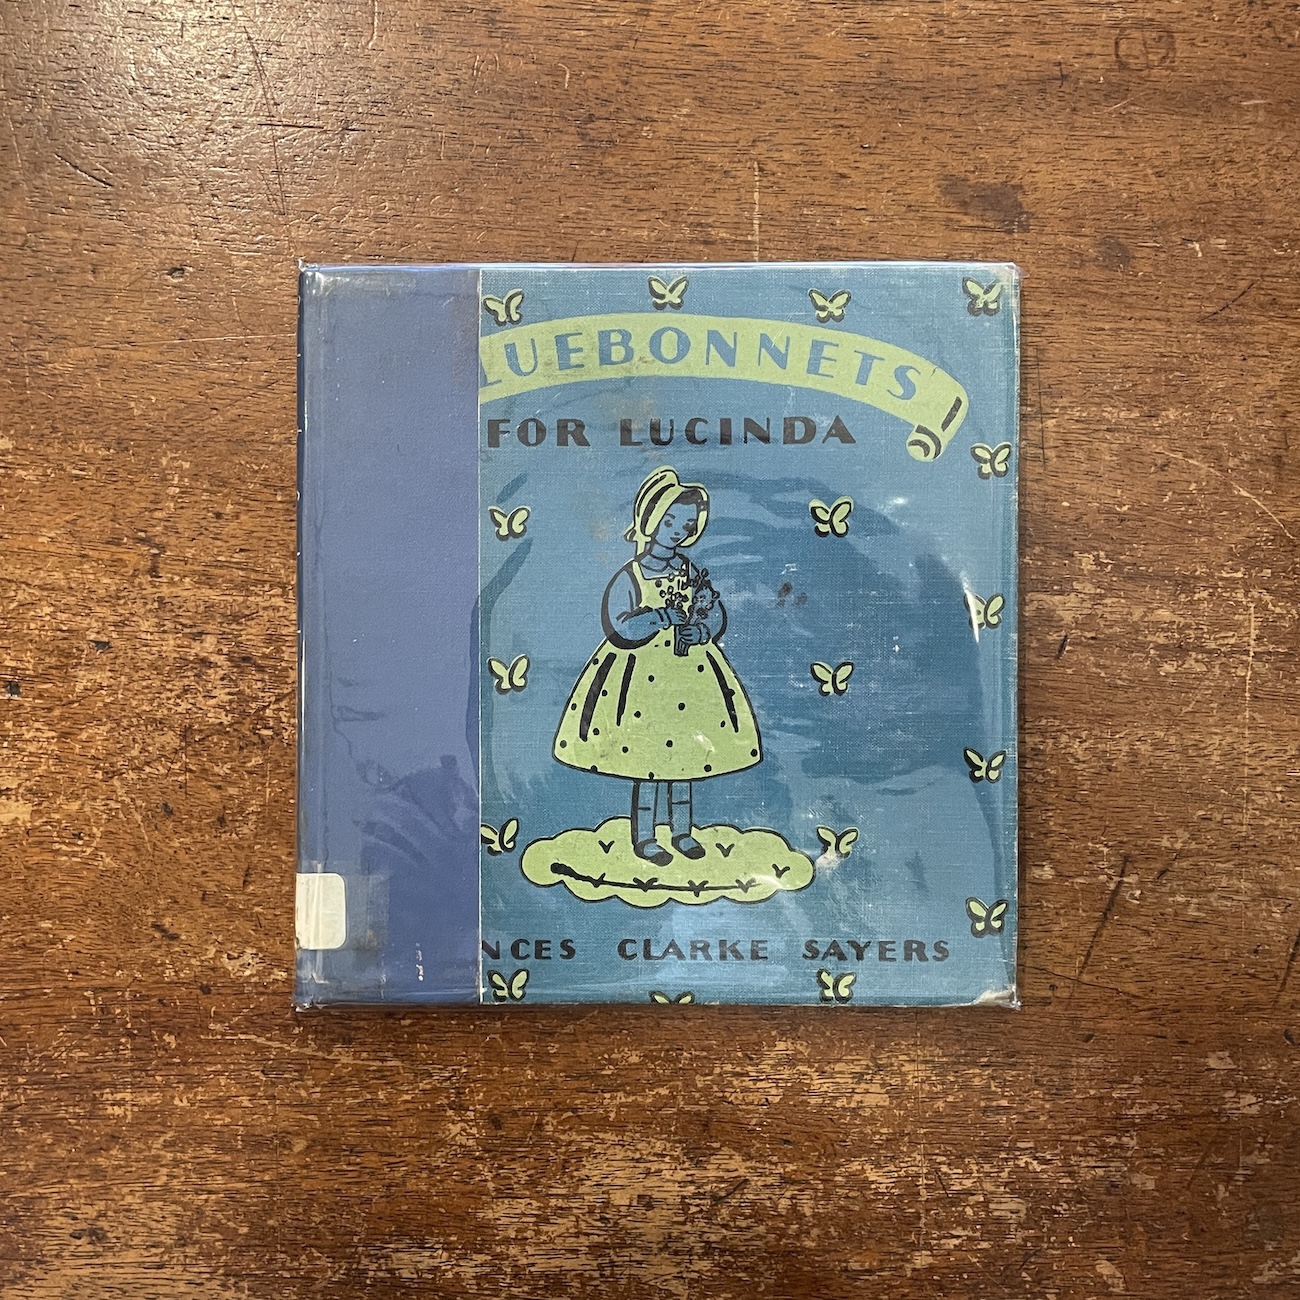 LUEBONNETS
FOR LUCINDA
NCES CLARKE SAYERS